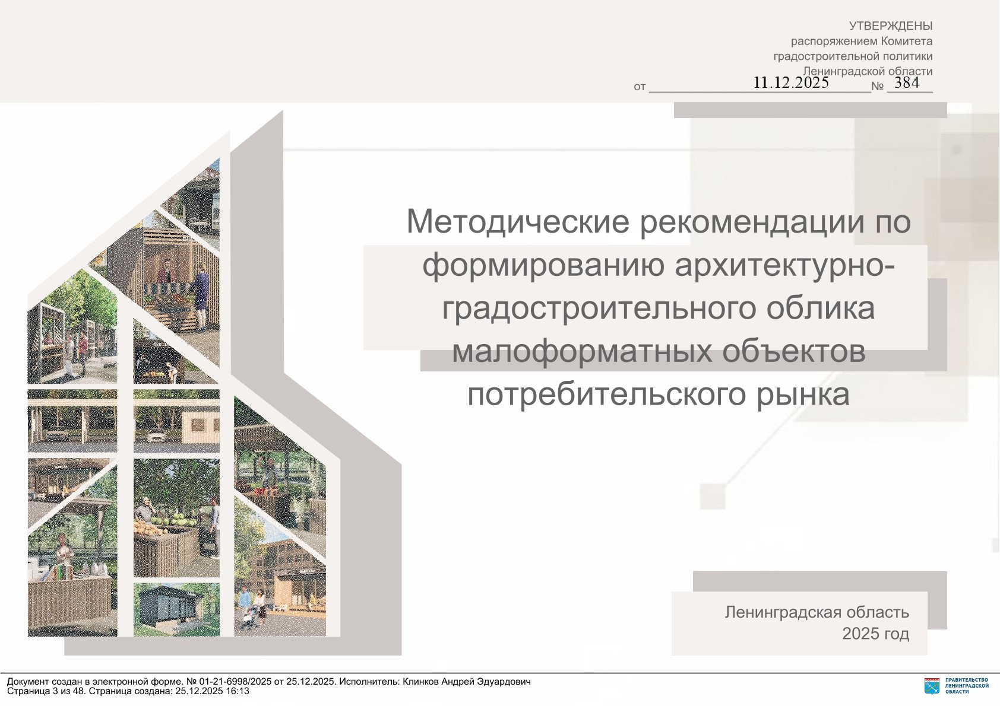 УТВЕРЖДЕНЫ
распоряжением Комитета
градостроительной политики
Ленинградской области
от 11.12.2025 № 384
Методические рекомендации по
формированию архитектурно-
градостроительного облика
малоформатных объектов
потребительского рынка
Ленинградская область
2025 год
Документ создан в электронной форме. № 01-21-6998/2025 от 25.12.2025. Исполнитель: Клинков Андрей Эдуардович
Страница 3 из 48. Страница создана: 25.12.2025 16:13
ПРАВИТЕЛЬСТВО
ЛЕНИНГРАДСКОЙ
ОБЛАСТИ